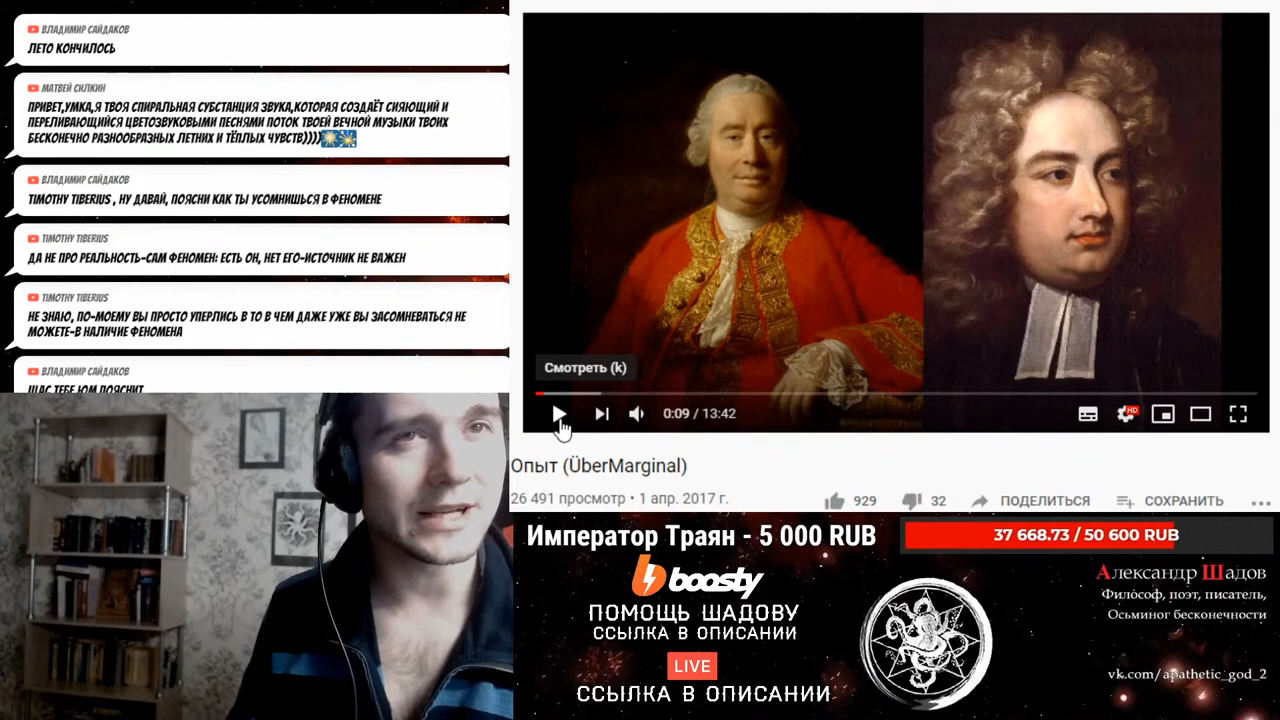 ВЛАДИМИР САЙДАКОВ
ЛЕТО КОНЧИЛОСЬ
МАТВЕЙ СИЛКИН
ПРИВЕТ,УМКА,Я ТВОЯ СПИРАЛЬНАЯ СУБСТАНЦИЯ ЗВУКА,КОТОРАЯ СОЗДАЁТ СИЯЮЩИЙ И
ПЕРЕЛИВАЮЩИЙСЯ ЦВЕТОЗВУКОВЫМИ ПЕСНЯМИ ПОТОК ТВОЕЙ ВЕЧНОЙ МУЗЫКИ ТВОИХ
БЕСКОНЕЧНО РАЗНООБРАЗНЫХ ЛЕТНИХ И ТЁПЛЫХ ЧУВСТВ))))
ВЛАДИМИР САЙДАКОВ
TIMOTHY TIBERIUS , НУ ДАВАЙ, ПОЯСНИ КАК ТЫ УСОМНИШЬСЯ В ФЕНОМЕНЕ
TIMOTHY TIBERIUS
ДА НЕ ПРО РЕАЛЬНОСТЬ-САМ ФЕНОМЕН: ЕСТЬ ОН, НЕТ ЕГО-ИСТОЧНИК НЕ ВАЖЕН
TIMOTHY TIBERIUS
НЕ ЗНАЮ, ПО-МОЕМУ ВЫ ПРОСТО УПЕРЛИСЬ В ТО В ЧЕМ ДАЖЕ УЖЕ ВЫ ЗАСОМНЕВАТЬСЯ НЕ
МОЖЕТЕ-В НАЛИЧИЕ ФЕНОМЕНА
ВЛАДИМИР САЙДАКОВ
ЩАС ТЕБЕ ЮМ ПОЯСНИТ
Смотреть (k)
0:09 / 13:42
HD
Опыт (ÜberMarginal)
26 491 просмотр • 1 апр. 2017 г.
929
32
ПОДЕЛИТЬСЯ
СОХРАНИТЬ
Император Траян - 5 000 RUB
37 668.73 / 50 600 RUB
boosty
ПОМОЩЬ ШАДОВУ
ССЫЛКА В ОПИСАНИИ
LIVE
ССЫЛКА В ОПИСАНИИ
Александр Шадов
Философ, поэт, писатель,
Осьминог бесконечности
vk.com/apathetic_god_2